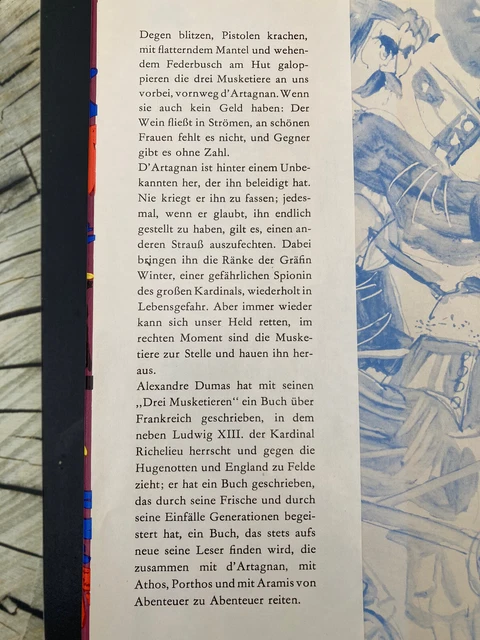 Degen blitzen, Pistolen krachen,
mit flatterndem Mantel und wehen-
dem Federbusch am Hut galop-
pieren die drei Musketiere an uns
vorbei, vornweg d'Artagnan. Wenn
sie auch kein Geld haben: Der
Wein fließt in Strömen, an schönen
Frauen fehlt es nicht, und Gegner
gibt es ohne Zahl.
D'Artagnan ist hinter einem Unbe-
kannten her, der ihn beleidigt hat.
Nie kriegt er ihn zu fassen; jedes-
mal, wenn er glaubt, ihn endlich
gestellt zu haben, gilt es, einen an-
deren Strauß auszufechten. Dabei
bringen ihn die Ränke der Gräfin
Winter, einer gefährlichen Spionin
des großen Kardinals, wiederholt in
Lebensgefahr. Aber immer wieder
kann sich unser Held retten, im
rechten Moment sind die Muske-
tiere zur Stelle und hauen ihn her-
aus.
Alexandre Dumas hat mit seinen
„Drei Musketieren" ein Buch über
Frankreich geschrieben, in dem
neben Ludwig XIII. der Kardinal
Richelieu herrscht und gegen die
Hugenotten und England zu Felde
zieht; er hat ein Buch geschrieben,
das durch seine Frische und durch
seine Einfälle Generationen begei-
stert hat, ein Buch, das stets aufs
neue seine Leser finden wird, die
zusammen mit d'Artagnan, mit
Athos, Porthos und mit Aramis von
Abenteuer zu Abenteuer reiten.